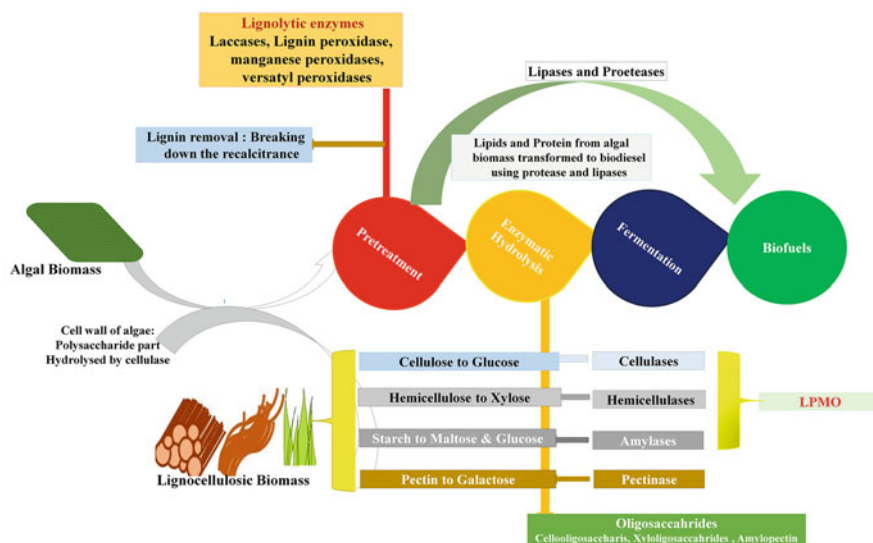 Lignolytic enzymes
Laccases, Lignin peroxidase,
manganese peroxidases,
versatyl peroxidases
Lipases and Proeteases
Lignin removal : Breaking
down the recalcitrance
Lipids and Protein from algal
biomass transformed to biodiesel
using protease and lipases
Pretreatment
Enzymatic
Hydrolysis
Fermentation
Biofuels
Algal Biomass
Cell wall of algae:
Polysaccharide part
Hydrolysed by cellulase
Cellulose to Glucose
Cellulases
Hemicellulose to Xylose
Hemicellulases
LPMO
Starch to Maltose & Glucose
Amylases
Lignocellulosic Biomass
Pectin to Galactose
Pectinase
Oligosaccahrides
Cellooligosaccharis, Xyloligosaccahrides , Amylopectin